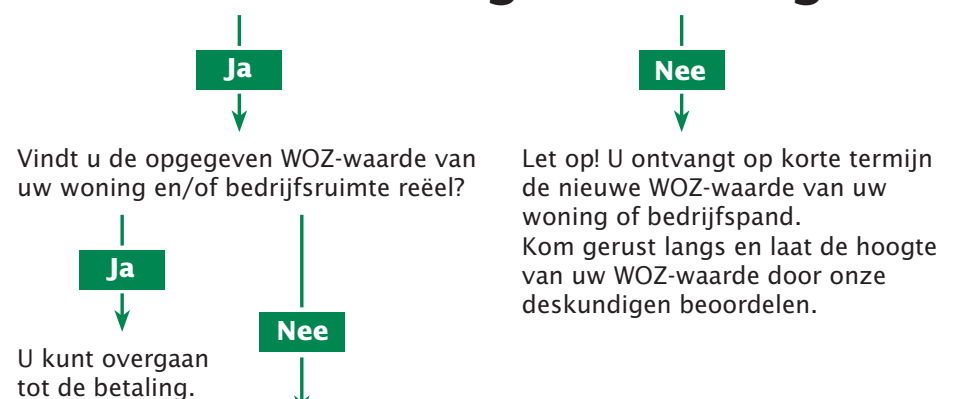 Ja
Nee
Vindt u de opgegeven WOZ-waarde van
uw woning en/of bedrijfsruimte reëel?
Let op! U ontvangt op korte termijn
de nieuwe WOZ-waarde van uw
woning of bedrijfspand.
Kom gerust langs en laat de hoogte
van uw WOZ-waarde door onze
deskundigen beoordelen.
Ja
Nee
U kunt overgaan
tot de betaling.